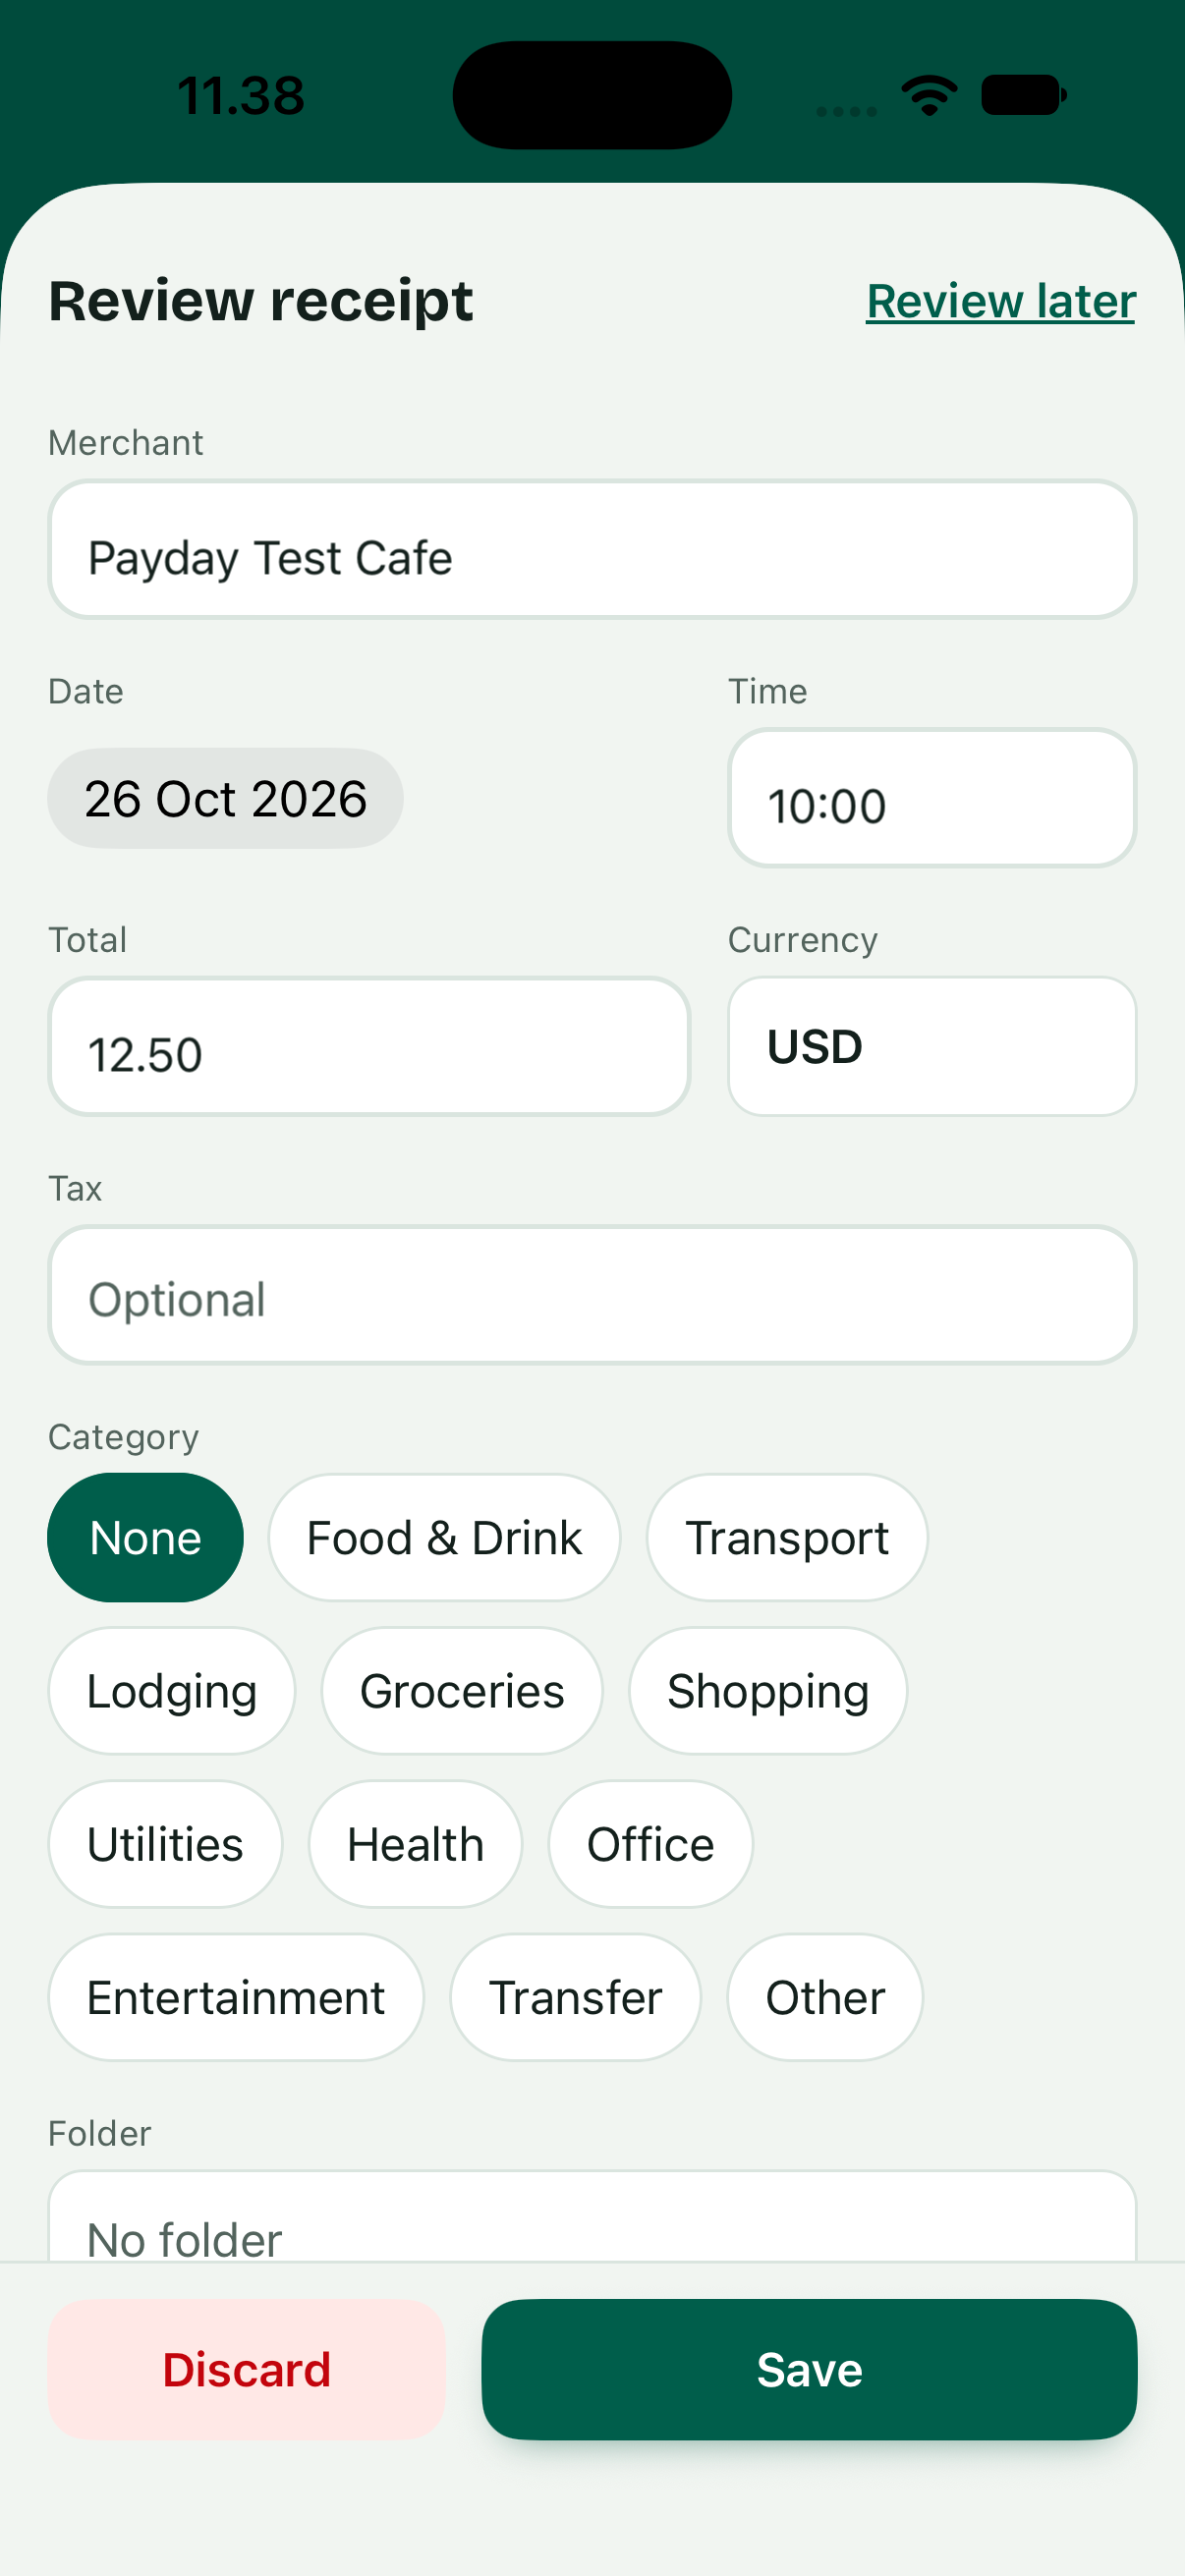 11.38
Review receipt
Review later
Merchant
Payday Test Cafe
Date
Time
26 Oct 2026
10:00
Total
Currency
12.50
USD
Tax
Optional
Category
None
Food & Drink
Transport
Lodging
Groceries
Shopping
Utilities
Health
Office
Entertainment
Transfer
Other
Folder
No folder
Discard
Save